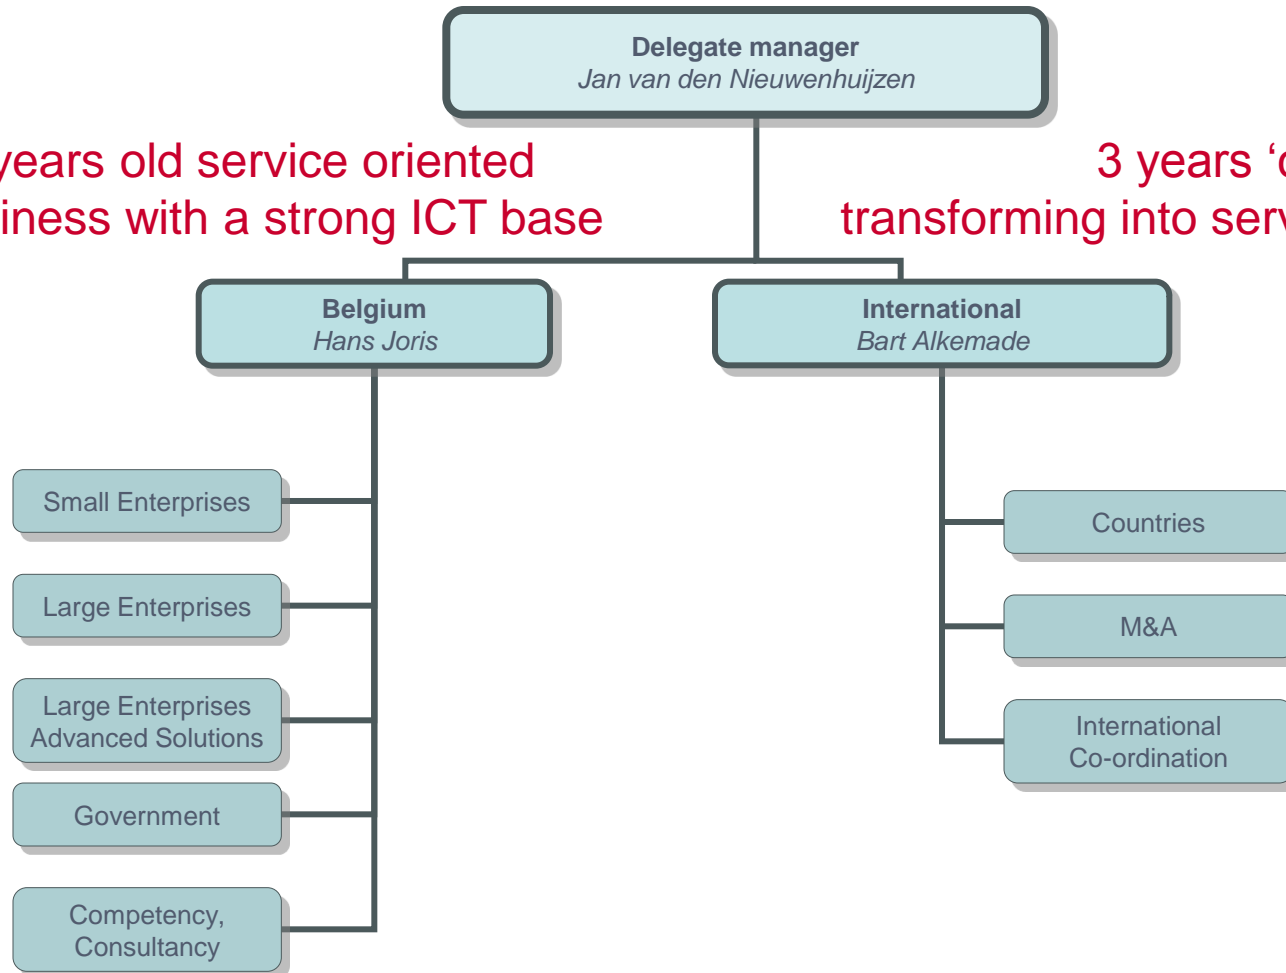 Delegate manager
Jan van den Nieuwenhuijzen
years old service oriented
iness with a strong ICT base
3 years ‘
transforming into serv
Belgium
Hans Joris
International
Bart Alkemade
Small Enterprises
Large Enterprises
Large Enterprises
Advanced Solutions
Government
Competency,
Consultancy
Countries
M&A
International
Co-ordination